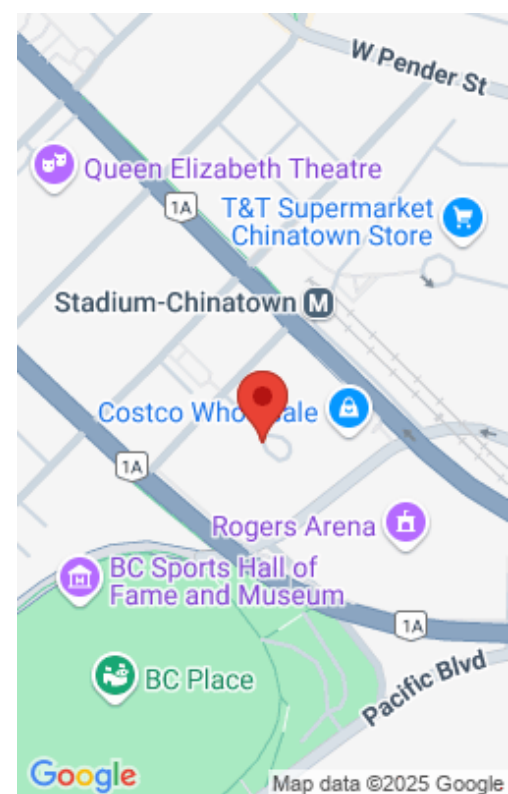 W Pender St
Queen Elizabeth Theatre
1A
T&T Supermarket
Chinatown Store
Stadium-Chinatown M
Costco Wholesale
1A
Rogers Arena
BC Sports Hall of
Fame and Museum
1A
BC Place
Pacific Blvd
Google
Map data ©2025 Google